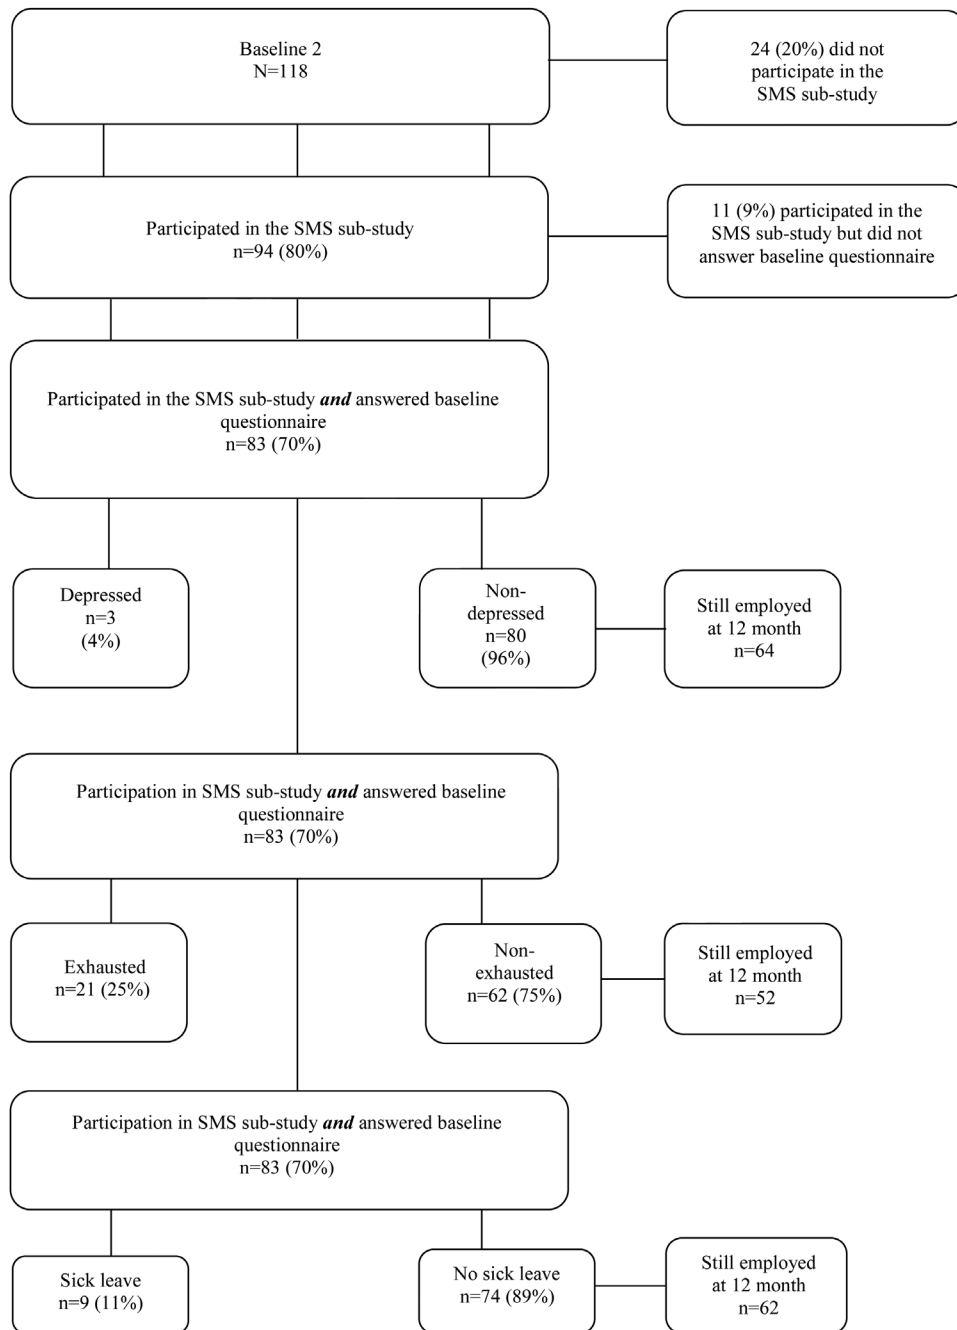 Baseline 2
N=118
24 (20%) did not
participate in the
SMS sub-study
Participated in the SMS sub-study
n=94 (80%)
11 (9%) participated in the
SMS sub-study but did not
answer baseline questionnaire
Participated in the SMS sub-study and answered baseline
questionnaire
n=83 (70%)
Depressed
n=3
(4%)
Non-
depressed
n=80
(96%)
Still employed
at 12 month
n=64
Participation in SMS sub-study and answered baseline
questionnaire
n=83 (70%)
Exhausted
n=21 (25%)
Non-
exhausted
n=62 (75%)
Still employed
at 12 month
n=52
Participation in SMS sub-study and answered baseline
questionnaire
n=83 (70%)
Sick leave
n=9 (11%)
No sick leave
n=74 (89%)
Still employed
at 12 month
n=62